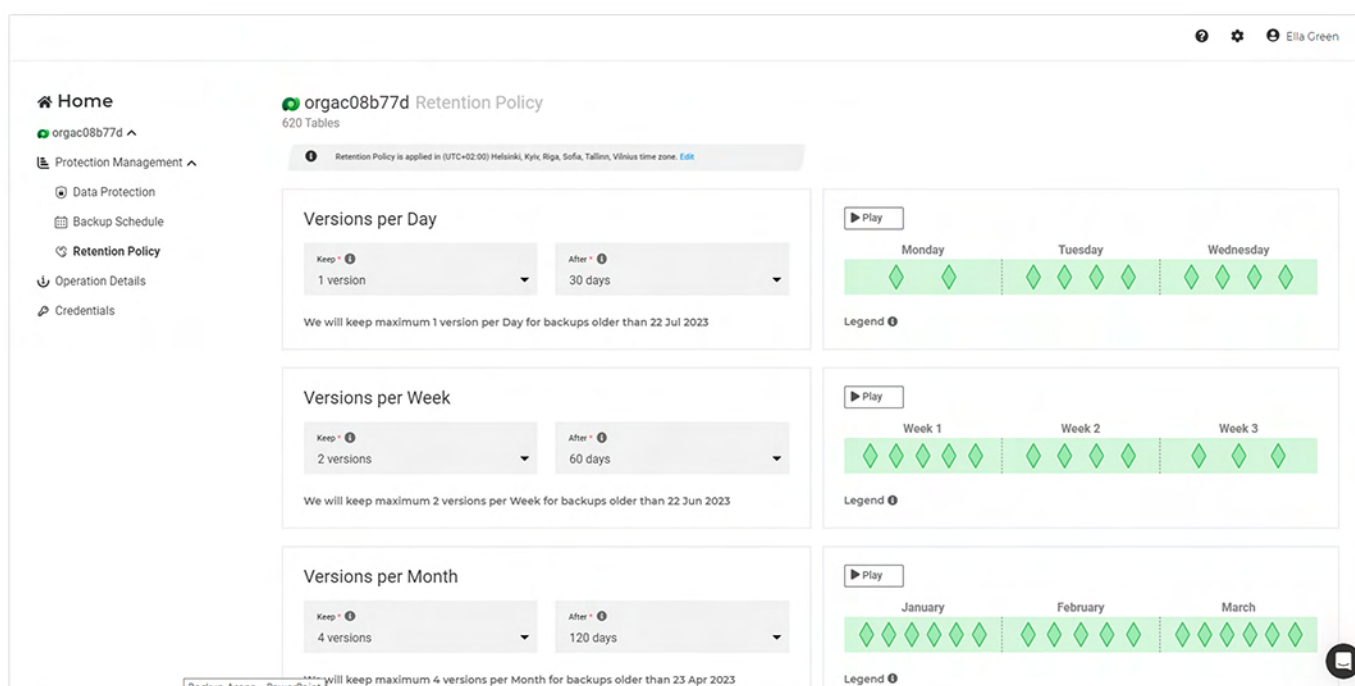 Ella Green
Home
orgac08b77d
Protection Management
Data Protection
Backup Schedule
Retention Policy
Operation Details
Credentials
orgac08b77d Retention Policy
620 Tables
Retention Policy is applied in (UTC+02:00) Helsinki, Kyiv, Riga, Sofia, Tallinn, Vilnius time zone. Edit
Versions per Day
Keep *
1 version
After *
30 days
We will keep maximum 1 version per Day for backups older than 22 Jul 2023
Play
Monday Tuesday Wednesday
Legend
Versions per Week
Keep *
2 versions
After *
60 days
We will keep maximum 2 versions per Week for backups older than 22 Jun 2023
Play
Week 1 Week 2 Week 3
Legend
Versions per Month
Keep *
4 versions
After *
120 days
We will keep maximum 4 versions per Month for backups older than 23 Apr 2023
Play
January February March
Legend